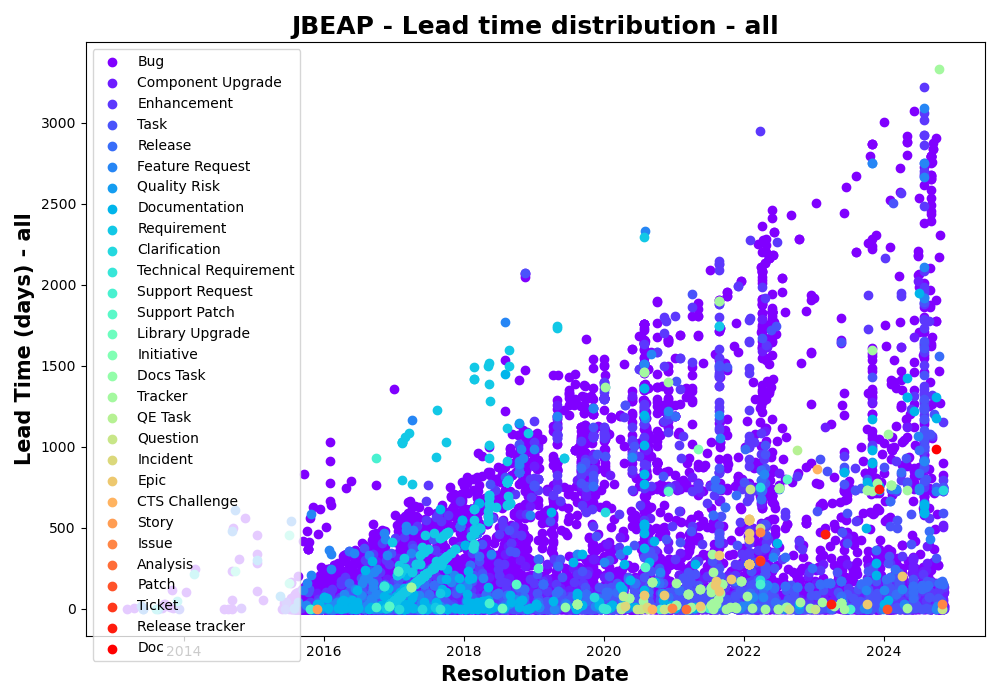 JBEAP - Lead time distribution - all
Lead Time (days) - all
3000
2500
2000
1500
1000
500
0
Bug
Component Upgrade
Enhancement
Task
Release
Feature Request
Quality Risk
Documentation
Requirement
Clarification
Technical Requirement
Support Request
Support Patch
Library Upgrade
Initiative
Docs Task
Tracker
QE Task
Question
Incident
Epic
CTS Challenge
Story
Issue
Analysis
Patch
Ticket
Release tracker
Doc
2014 2016 2018 2020 2022 2024
Resolution Date